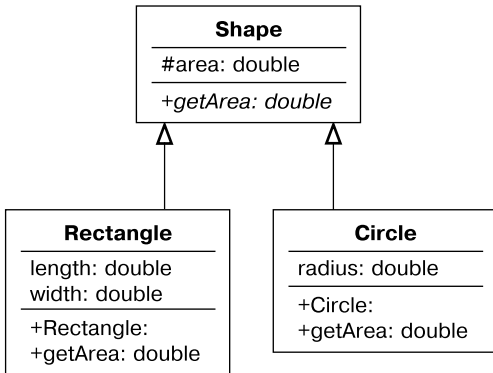 Shape
#area: double
+getArea: double
Rectangle
length: double
width: double
+Rectangle:
+getArea: double
Circle
radius: double
+Circle:
+getArea: double